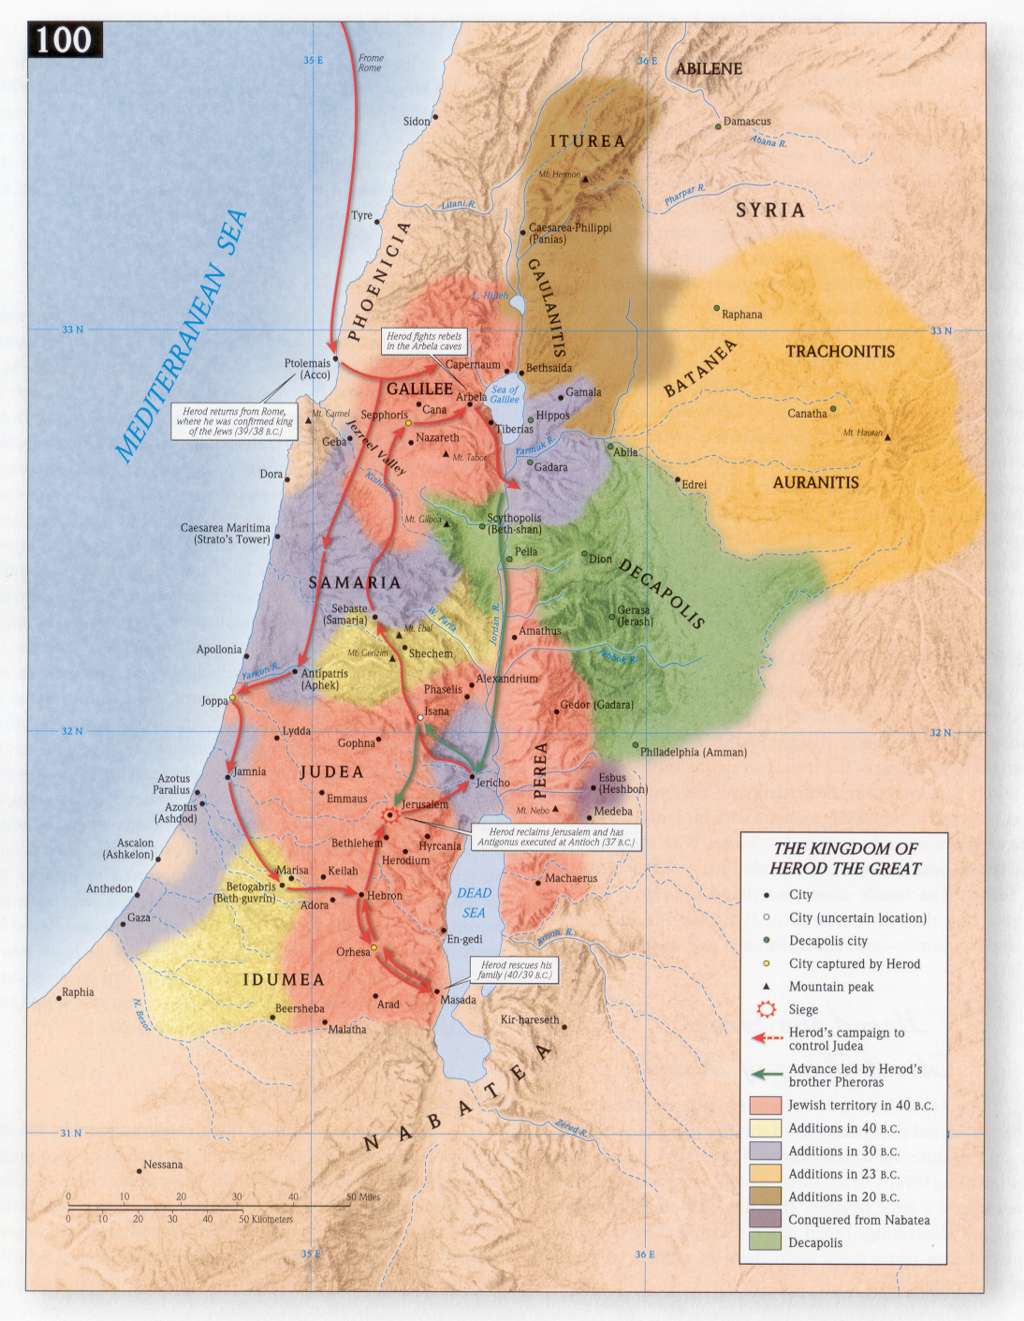 100
35 E
36 E
Frome
Rome
ABILENE
Sidon
Damascus
Abana R.
ITUREA
Mt. Hermon
Pharpar R.
Litani R.
SYRIA
Tyre
Caesarea-Philippi
(Panias)
PHOENICIA
MEDITERRANEAN SEA
GAULANITIS
L. Huleh
Raphana
33 N
33 N
Herod fights rebels
in the Arbela caves
BATANEA
TRACHONITIS
Ptolemais
(Acco)
Capernaum
Bethsaida
GALILEE
Sea of
Galilee
Gamala
Arbela
Cana
Sepphoris
Hippos
Canatha
Herod returns from Rome,
where he was confirmed king
of the Jews (39/38 B.C.)
Mt. Carmel
Tiberias
Mt. Hauran
Geba
Jezreel Valley
Nazareth
Mt. Tabor
Yarmuk R.
Abila
Gadara
Dora
Kishon R.
Edrei
AURANITIS
Mt. Gilboa
Scythopolis
(Beth-shan)
Caesarea Maritima
(Strato's Tower)
Pella
Dion
DECAPOLIS
SAMARIA
Sebaste
(Samaria)
W. Faria
Jordan R.
Gerasa
(Jerash)
Mt. Ebal
Amathus
Apollonia
Mt. Gerizim
Shechem
Jabbok R.
Yarkon R.
Antipatris
(Aphek)
Alexandrium
Phaselis
Joppa
Isana
Gedor (Gadara)
32 N
32 N
Lydda
Gophna
Philadelphia (Amman)
JUDEA
PEREA
Jamnia
Jericho
Azotus
Paralius
Esbus
(Heshbon)
Emmaus
Jerusalem
Azotus
(Ashdod)
Mt. Nebo
Medeba
Herod reclaims Jerusalem and has
Antigonus executed at Antioch (37 B.C.)
Ascalon
(Ashkelon)
Bethlehem
Hyrcania
Herodium
Marisa
Keilah
Machaerus
Anthedon
Betogabris
(Beth-guvrin)
Adora
Hebron
DEAD
SEA
Gaza
En-gedi
Arnon R.
Orhesa
Herod rescues his
family (40/39 B.C.)
IDUMEA
Raphia
N. Besor
Arad
Masada
Beersheba
Malatha
Kir-hareseth
NABATEA
Zered R.
31 N
Nessana
0 10 20 30 40 50 Miles
0 10 20 30 40 50 Kilometers
35 E
36 E
THE KINGDOM OF
HEROD THE GREAT
City
City (uncertain location)
Decapolis city
City captured by Herod
Mountain peak
Siege
Herod's campaign to
control Judea
Advance led by Herod's
brother Pheroras
Jewish territory in 40 B.C.
Additions in 40 B.C.
Additions in 30 B.C.
Additions in 23 B.C.
Additions in 20 B.C.
Conquered from Nabatea
Decapolis